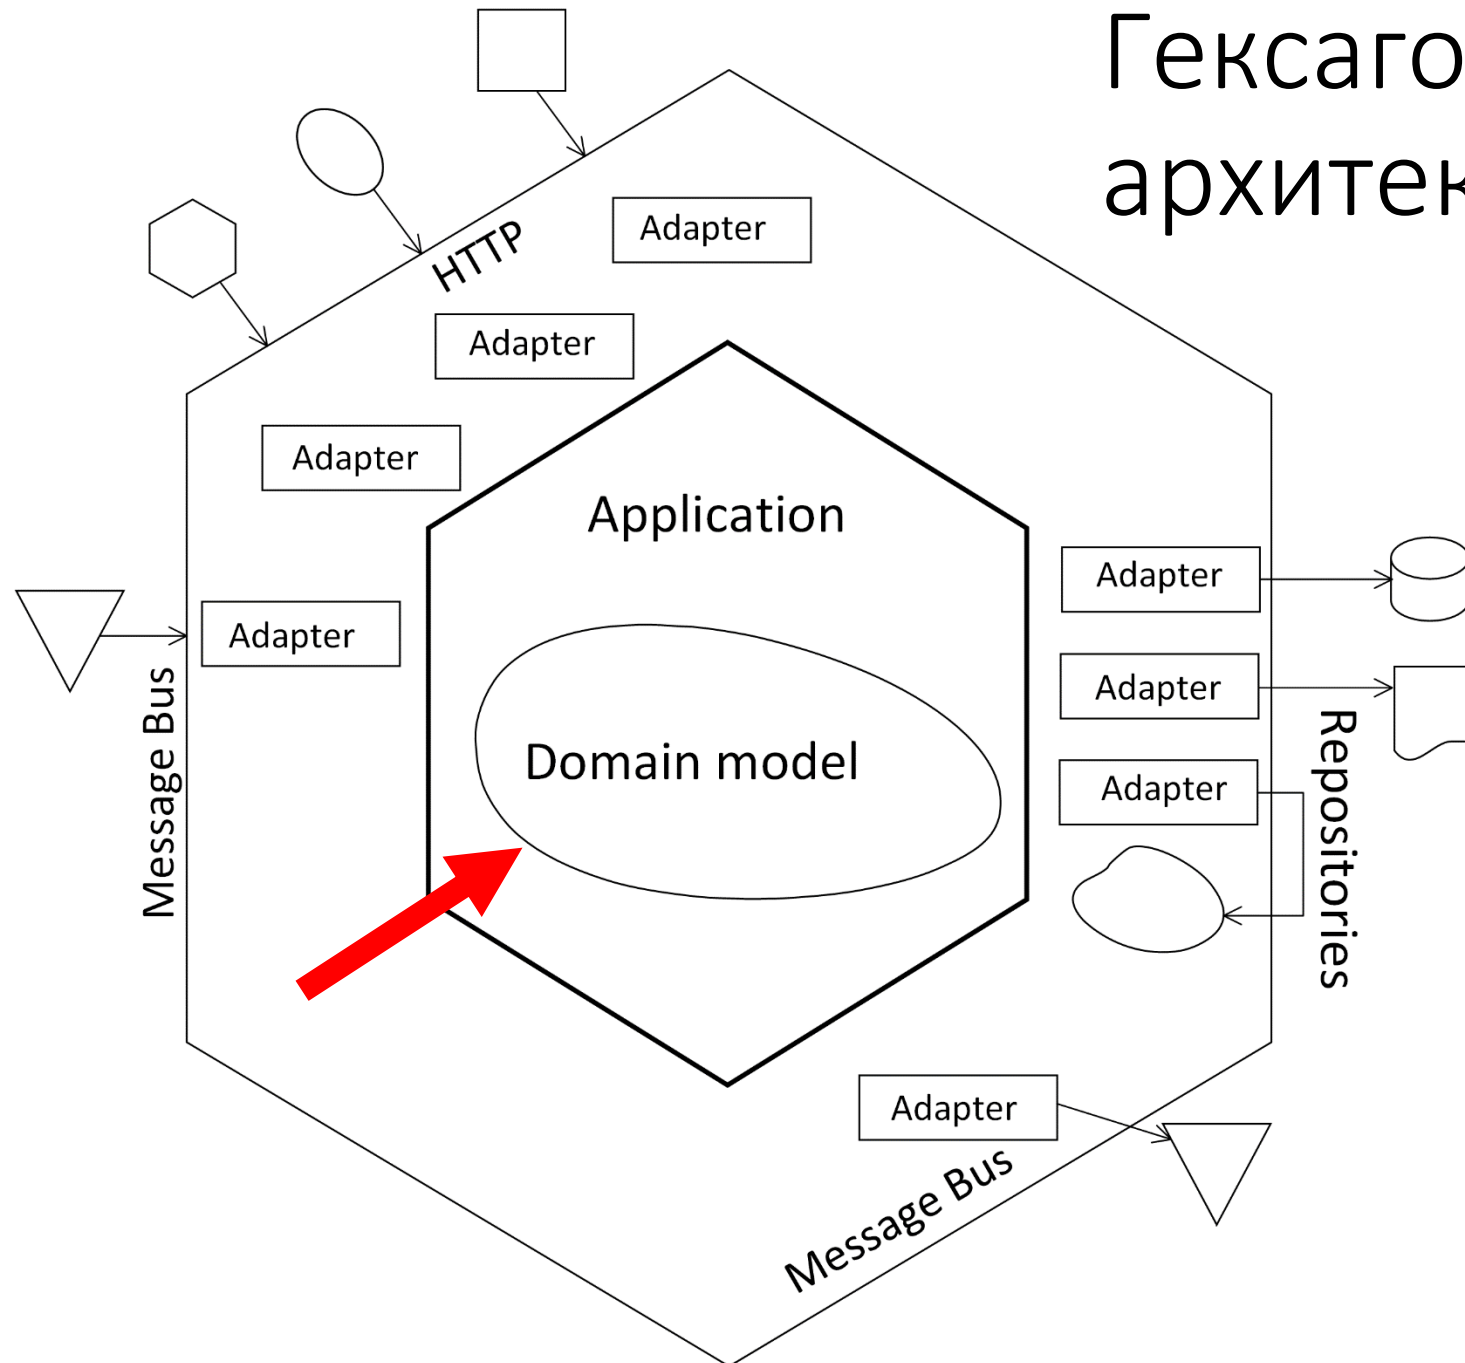 Гексаго
архитек
HTTP
Adapter
Adapter
Adapter
Application
Adapter
Adapter
Message Bus
Adapter
Domain model
Adapter
Repositories
Adapter
Message Bus